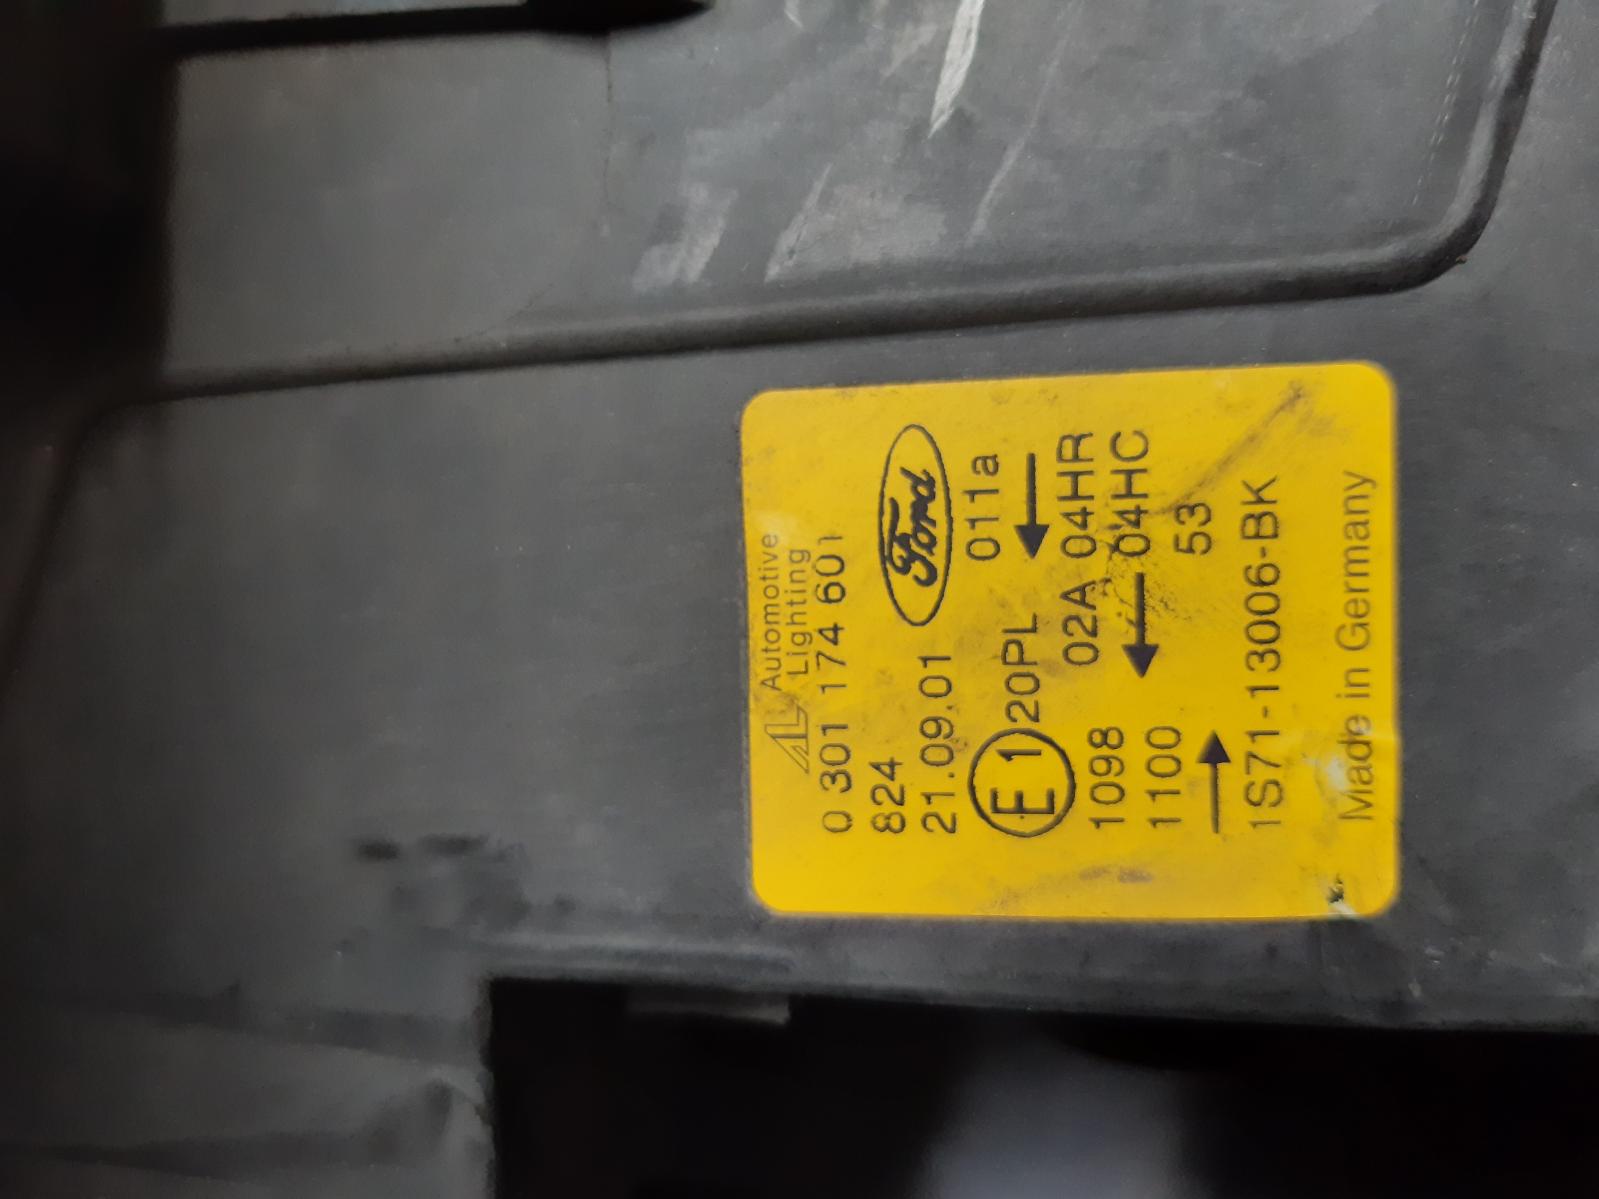 AL Automotive
Lighting
0 301 174 601
824
21.09.01 Ford
E1 20PL 011a
1098 02A 04HR ←
1100 ← 04HC
→ 53
1S71-13006-BK
Made in Germany